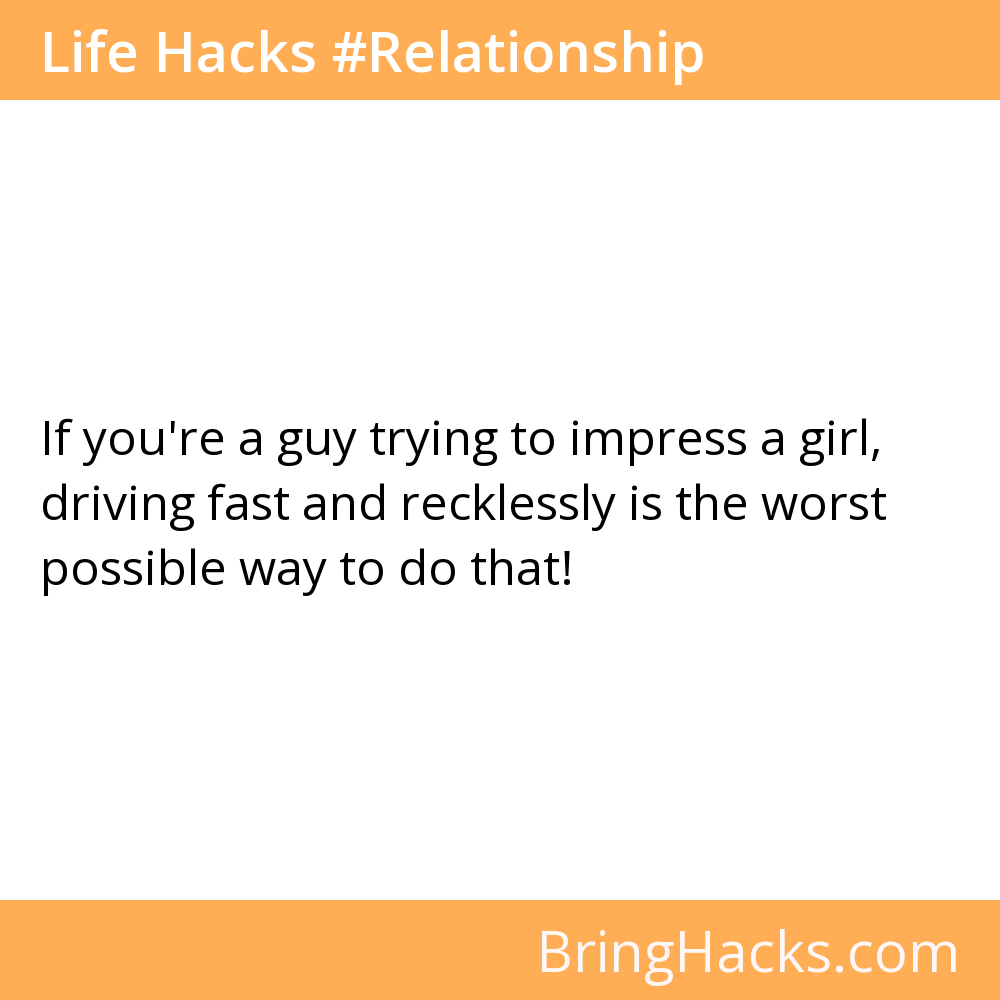 Life Hacks #Relationship
If you're a guy trying to impress a girl,
driving fast and recklessly is the worst
possible way to do that!
BringHacks.com